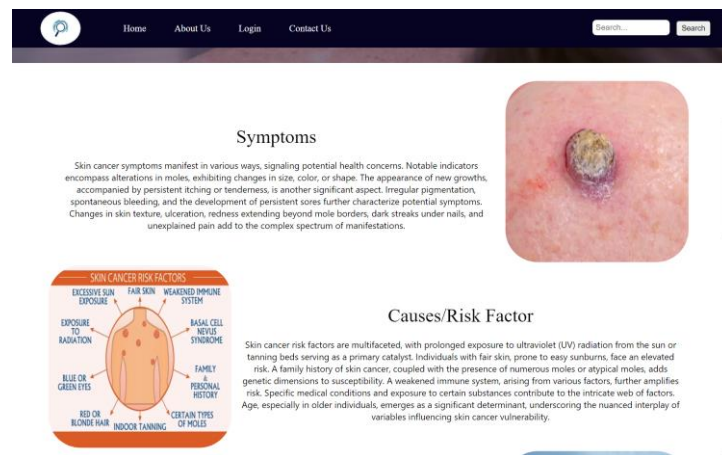 Home About Us Login Contact Us Search... Search
Symptoms
Skin cancer symptoms manifest in various ways, signaling potential health concerns. Notable indicators
encompass alterations in moles, exhibiting changes in size, color, or shape. The appearance of new growths,
accompanied by persistent itching or tenderness, is another significant aspect. Irregular pigmentation,
spontaneous bleeding, and the development of persistent sores further characterize potential symptoms.
Changes in skin texture, ulceration, redness extending beyond mole borders, dark streaks under nails, and
unexplained pain add to the complex spectrum of manifestations.
SKIN CANCER RISK FACTORS
EXCESSIVE SUN
EXPOSURE
FAIR SKIN
WEAKENED IMMUNE
SYSTEM
EXPOSURE
TO
RADIATION
BASAL CELL
NEVUS
SYNDROME
BLUE OR
GREEN EYES
FAMILY
&
PERSONAL
HISTORY
RED OR
BLONDE HAIR
INDOOR TANNING
CERTAIN TYPES
OF MOLES
Causes/Risk Factor
Skin cancer risk factors are multifaceted, with prolonged exposure to ultraviolet (UV) radiation from the sun or
tanning beds serving as a primary catalyst. Individuals with fair skin, prone to easy sunburns, face an elevated
risk. A family history of skin cancer, coupled with the presence of numerous moles or atypical moles, adds
genetic dimensions to susceptibility. A weakened immune system, arising from various factors, further amplifies
risk. Specific medical conditions and exposure to certain substances contribute to the intricate web of factors.
Age, especially in older individuals, emerges as a significant determinant, underscoring the nuanced interplay of
variables influencing skin cancer vulnerability.